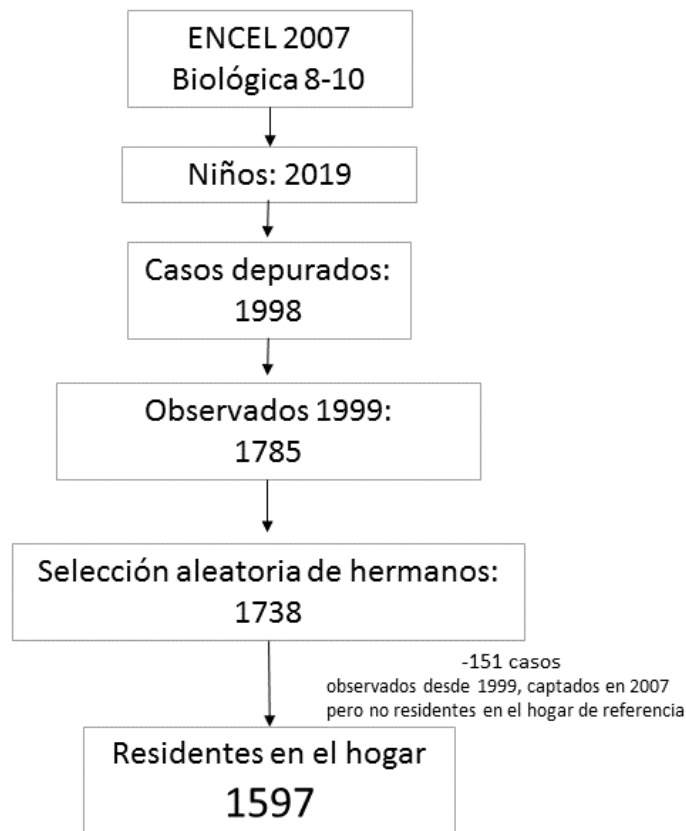 ENCEL 2007
Biológica 8-10
Niños: 2019
Casos depurados:
1998
Observados 1999:
1785
Selección aleatoria de hermanos:
1738
-151 casos
observados desde 1999, captados en 2007
pero no residentes en el hogar de referencia
Residentes en el hogar
1597